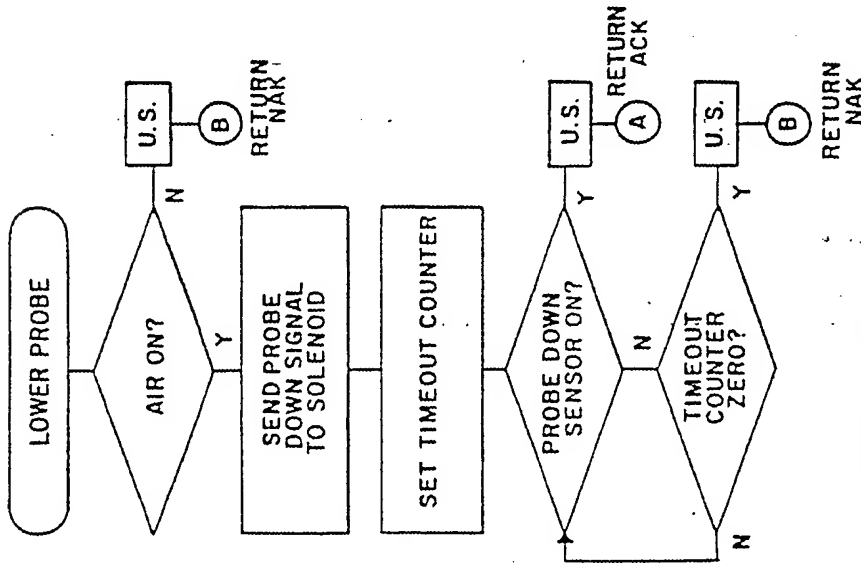 LOWER PROBE
AIR ON?
N
U.S.
B
RETURN
NAK
Y
SEND PROBE
DOWN SIGNAL
TO SOLENOID
SET TIMEOUT COUNTER
PROBE DOWN
SENSOR ON?
Y
U.S.
A
RETURN
ACK
N
TIMEOUT
COUNTER
ZERO?
Y
U.S.
B
RETURN
NAK
N